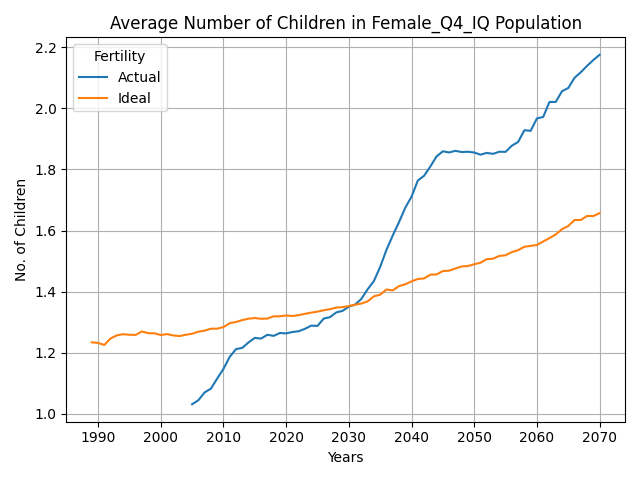 Average Number of Children in Female_Q4_IQ Population
Fertility
Actual
Ideal
No. of Children
2.2
2.0
1.8
1.6
1.4
1.2
1.0
1990 2000 2010 2020 2030 2040 2050 2060 2070
Years